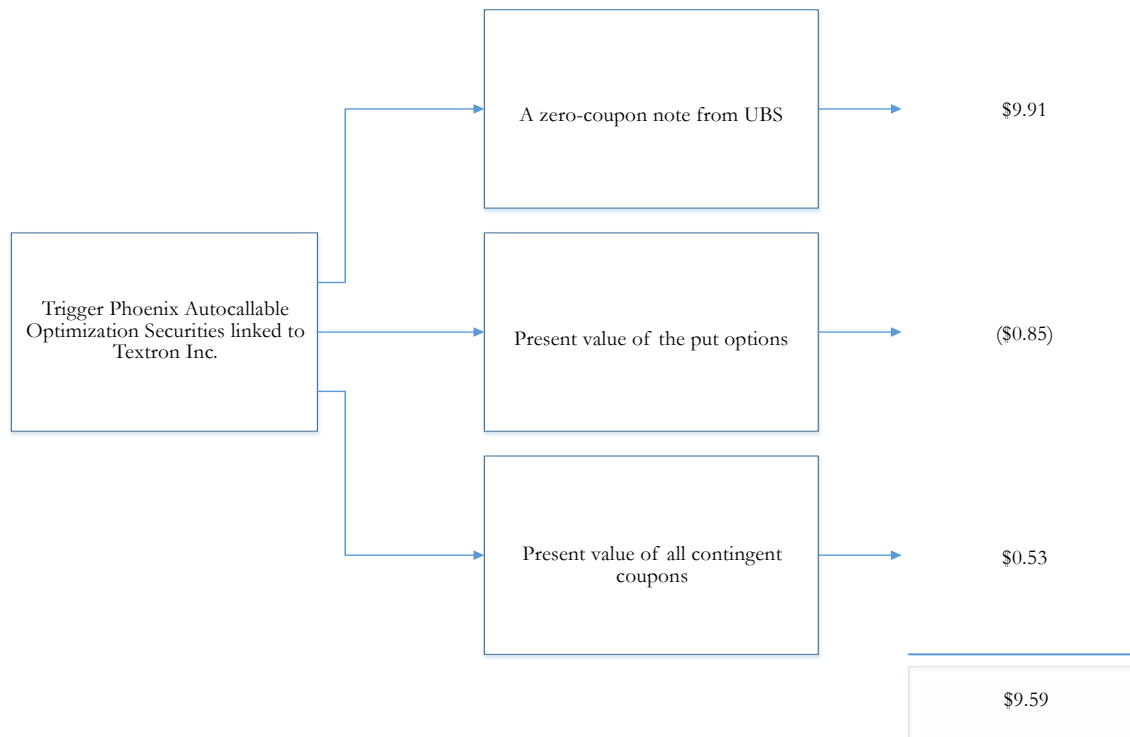 A zero-coupon note from UBS
$9.91
Trigger Phoenix Autocallable
Optimization Securities linked to
Textron Inc.
Present value of the put options
($0.85)
Present value of all contingent
coupons
$0.53
$9.59